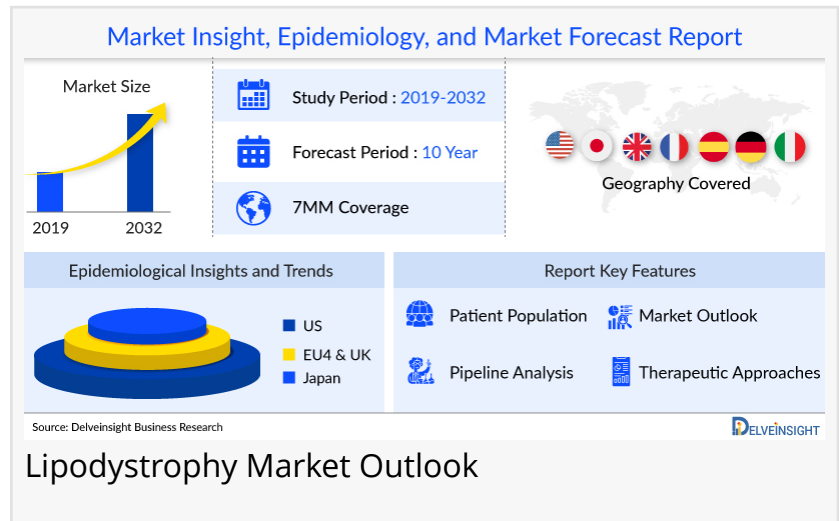 Market Insight, Epidemiology, and Market Forecast Report
Market Size
2019
2032
Study Period : 2019-2032
Forecast Period : 10 Year
7MM Coverage
Geography Covered
Epidemiological Insights and Trends
US
EU4 & UK
Japan
Report Key Features
Patient Population
Market Outlook
Pipeline Analysis
Therapeutic Approaches
Source: Delveinsight Business Research
DELVEINSIGHT
Lipodystrophy Market Outlook